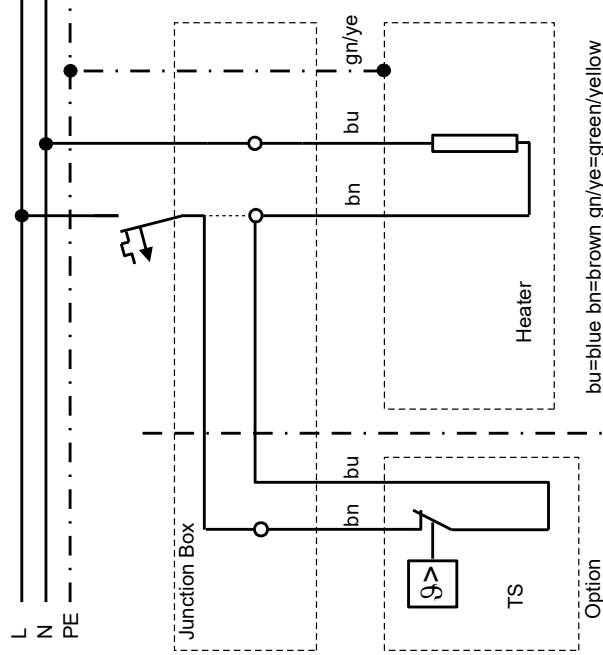 L
N
PE
Junction Box
gn/ye
bu
bn
Heater
bu
bn
ϑ>
TS
Option
bu=blue bn=brown gn/ye=green/yellow